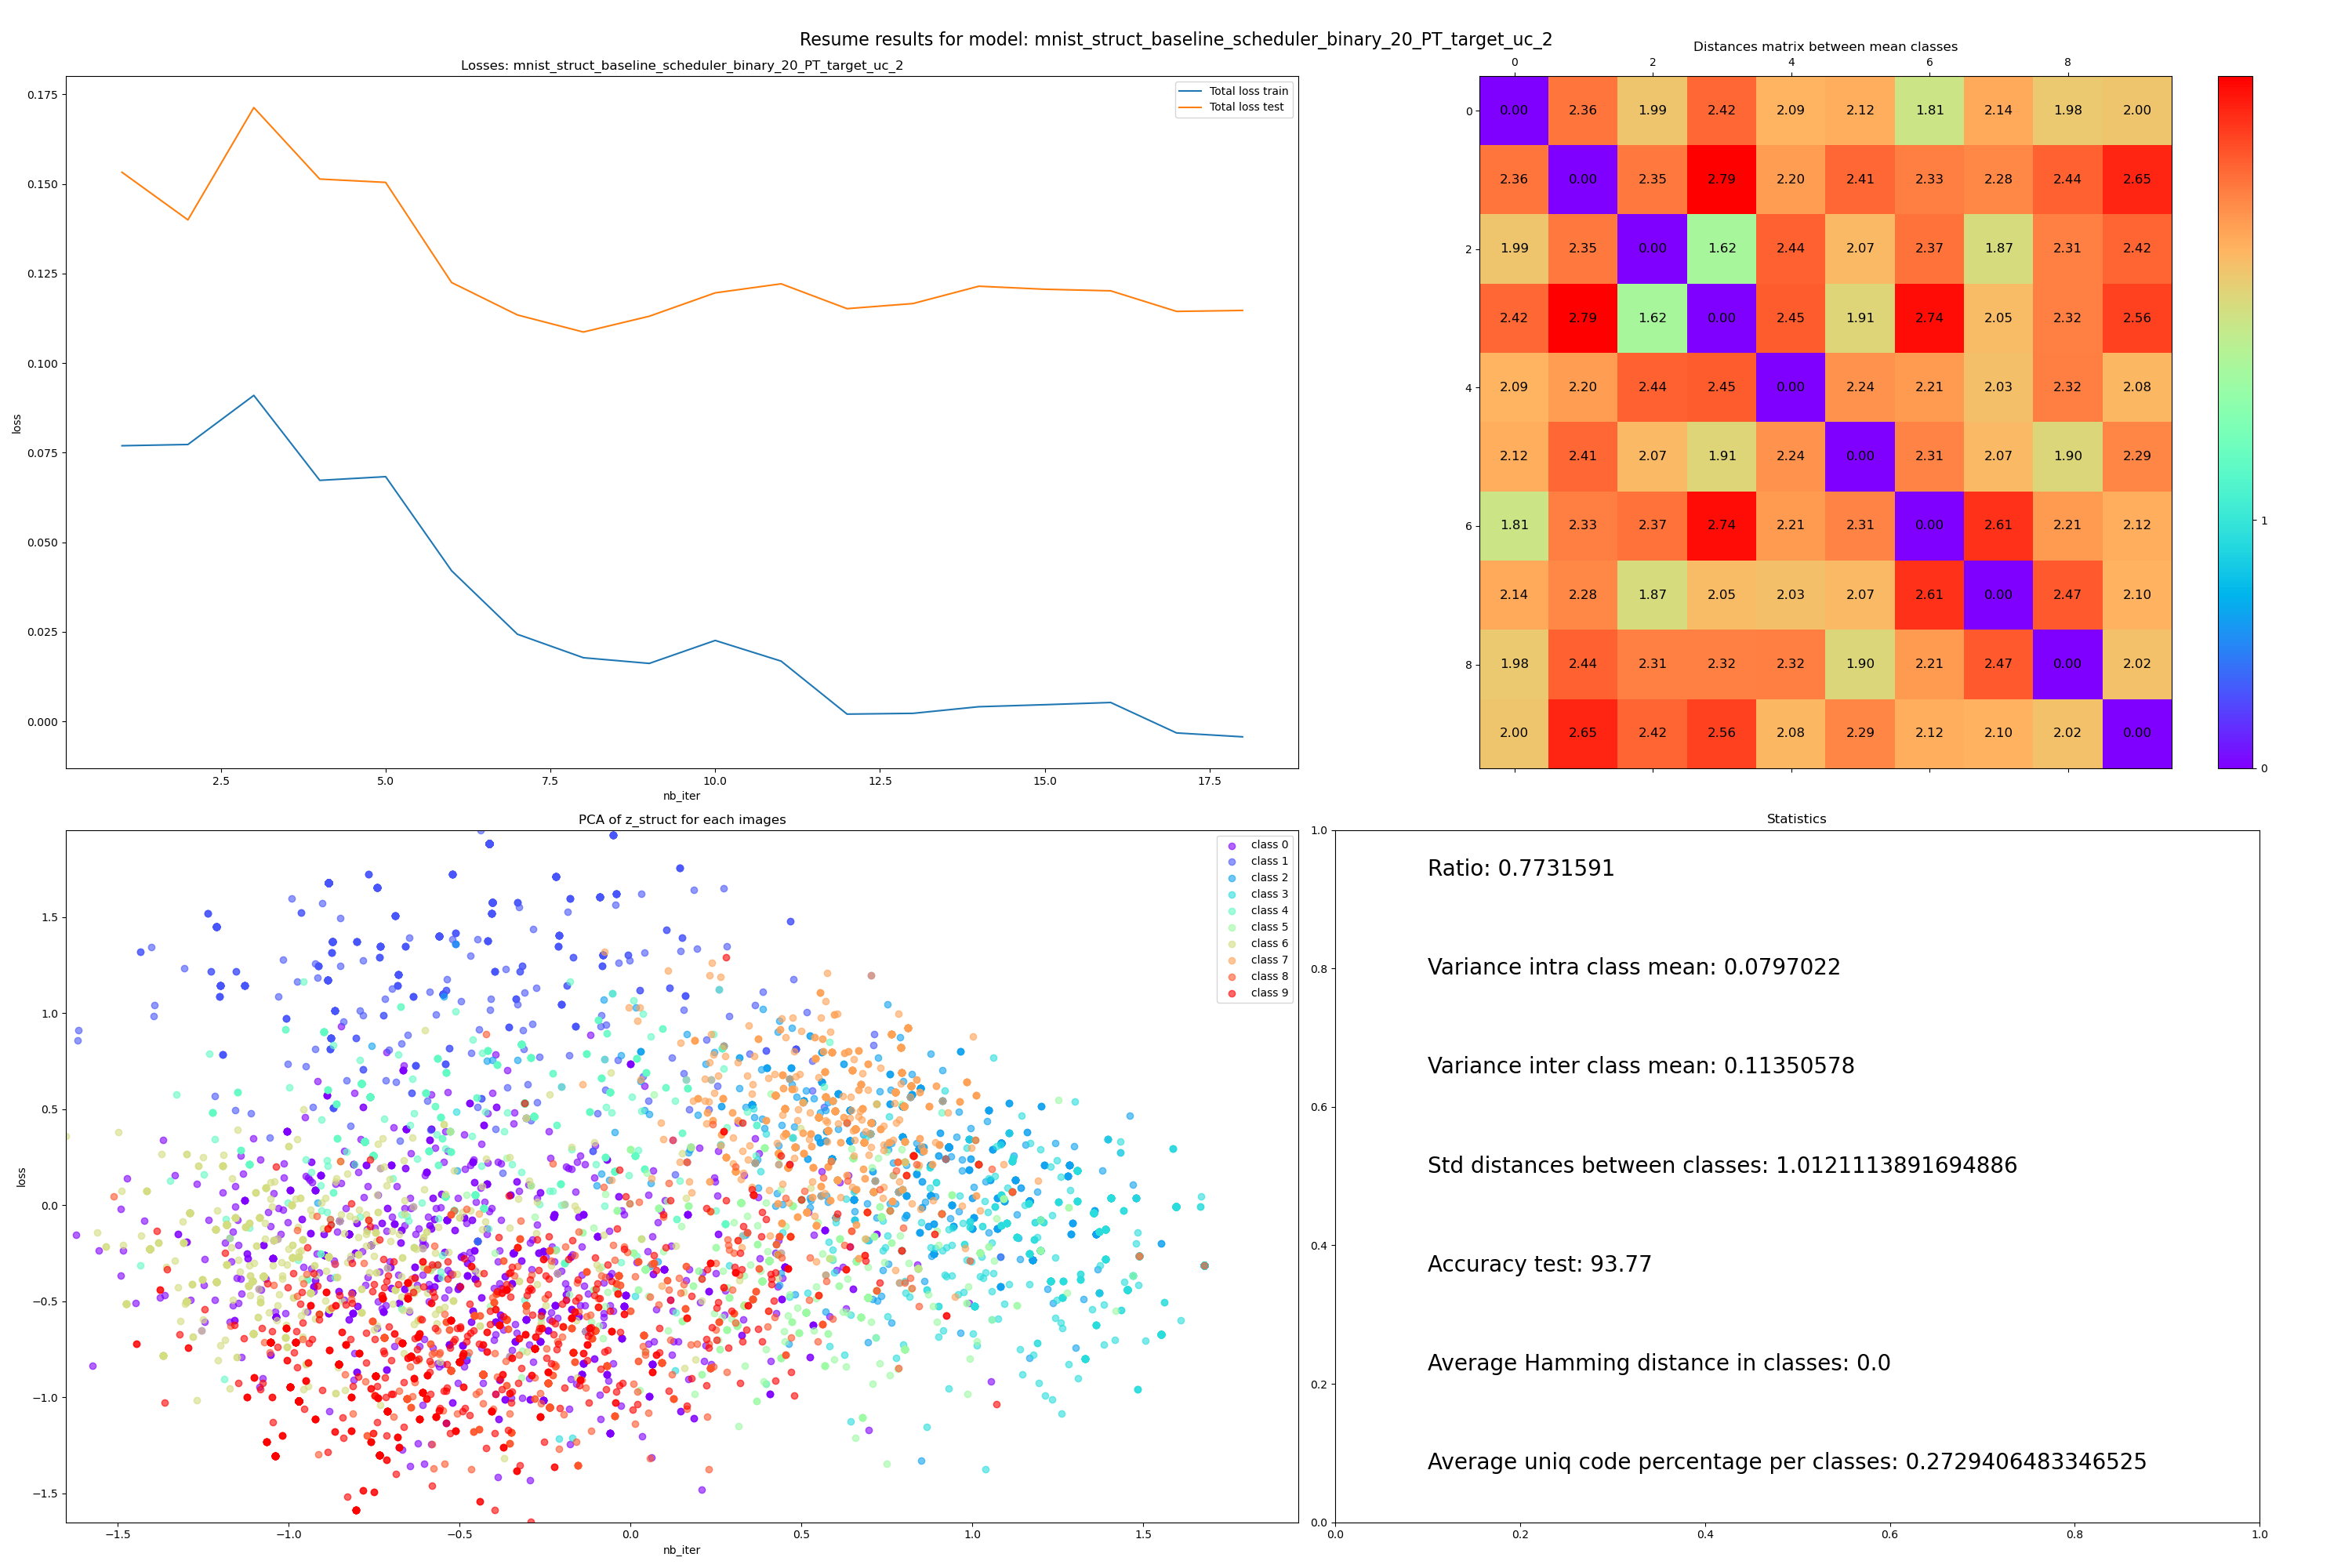 Resume results for model: mnist_struct_baseline_scheduler_binary_20_PT_target_uc_2
Losses: mnist_struct_baseline_scheduler_binary_20_PT_target_uc_2
Total loss train
Total loss test
loss
0.175
0.150
0.125
0.100
0.075
0.050
0.025
0.000
2.5 5.0 7.5 10.0 12.5 15.0 17.5
nb_iter
Distances matrix between mean classes
0 2 4 6 8
0 0.00 2.36 1.99 2.42 2.09 2.12 1.81 2.14 1.98 2.00
2.36 0.00 2.35 2.79 2.20 2.41 2.33 2.28 2.44 2.65
2 1.99 2.35 0.00 1.62 2.44 2.07 2.37 1.87 2.31 2.42
2.42 2.79 1.62 0.00 2.45 1.91 2.74 2.05 2.32 2.56
4 2.09 2.20 2.44 2.45 0.00 2.24 2.21 2.03 2.32 2.08
2.12 2.41 2.07 1.91 2.24 0.00 2.31 2.07 1.90 2.29
6 1.81 2.33 2.37 2.74 2.21 2.31 0.00 2.61 2.21 2.12
2.14 2.28 1.87 2.05 2.03 2.07 2.61 0.00 2.47 2.10
8 1.98 2.44 2.31 2.32 2.32 1.90 2.21 2.47 0.00 2.02
2.00 2.65 2.42 2.56 2.08 2.29 2.12 2.10 2.02 0.00
1
0
PCA of z_struct for each images
class 0
class 1
class 2
class 3
class 4
class 5
class 6
class 7
class 8
class 9
loss
1.5
1.0
0.5
0.0
−0.5
−1.0
−1.5
−1.5 −1.0 −0.5 0.0 0.5 1.0 1.5
nb_iter
Statistics
1.0
0.8
0.6
0.4
0.2
0.0
Ratio: 0.7731591
Variance intra class mean: 0.0797022
Variance inter class mean: 0.11350578
Std distances between classes: 1.0121113891694886
Accuracy test: 93.77
Average Hamming distance in classes: 0.0
Average uniq code percentage per classes: 0.2729406483346525
0.0 0.2 0.4 0.6 0.8 1.0